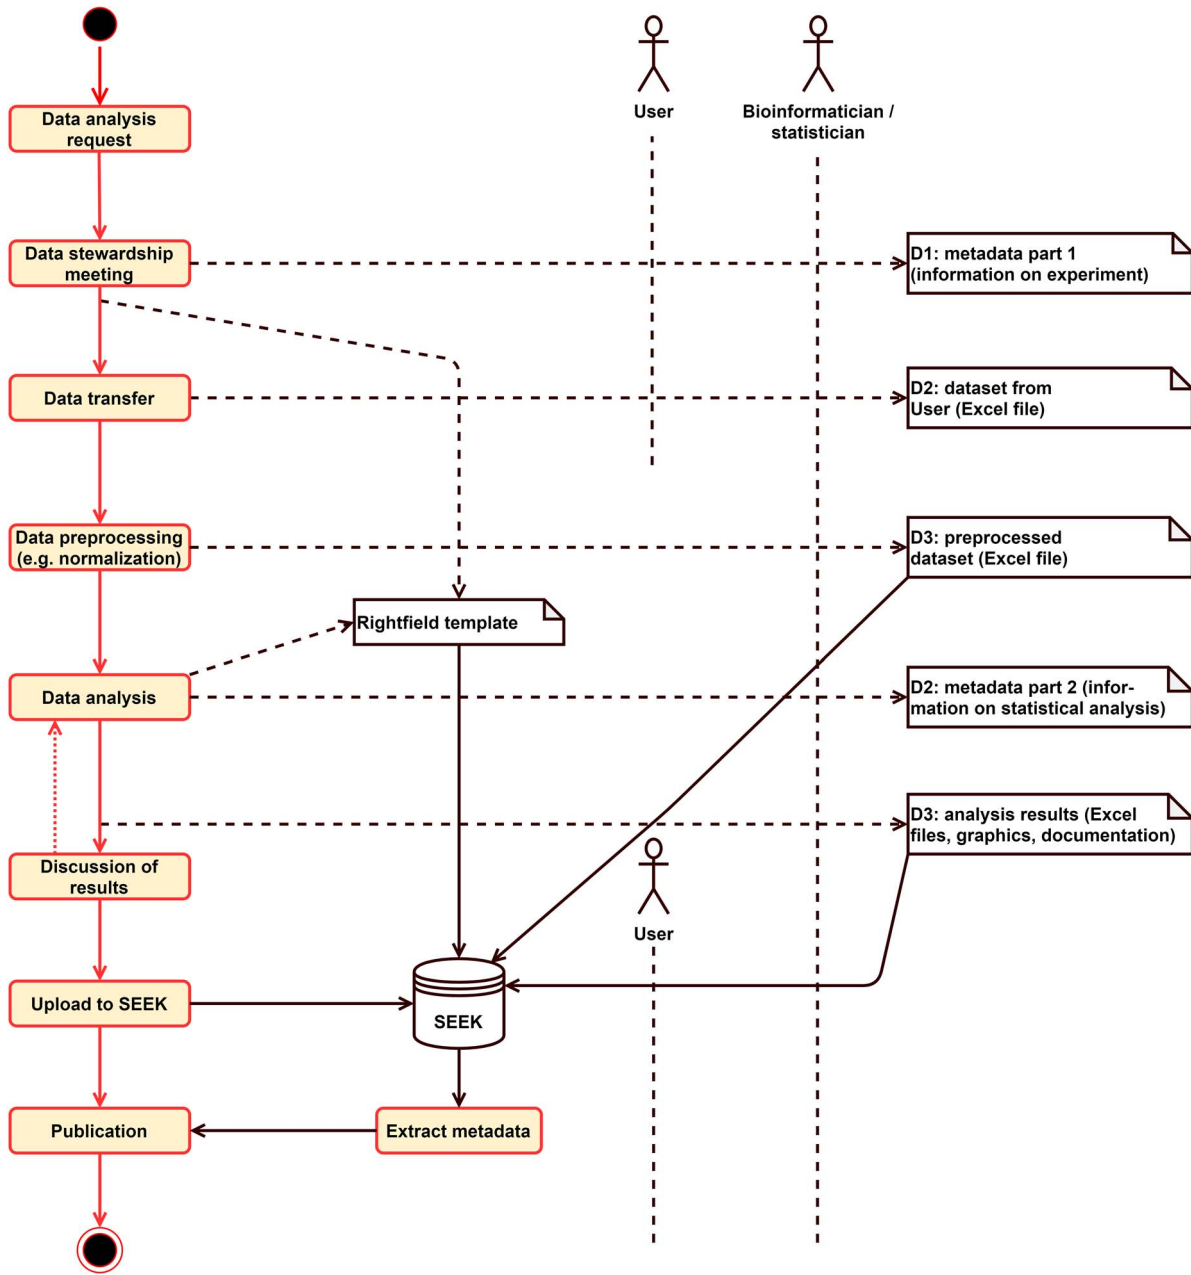 User
Bioinformatician /
statistician
Data analysis
request
Data stewardship
meeting
D1: metadata part 1
(information on experiment)
Data transfer
D2: dataset from
User (Excel file)
Data preprocessing
(e.g. normalization)
D3: preprocessed
dataset (Excel file)
Rightfield template
Data analysis
D2: metadata part 2 (infor-
mation on statistical analysis)
D3: analysis results (Excel
files, graphics, documentation)
Discussion of
results
User
Upload to SEEK
SEEK
Publication
Extract metadata